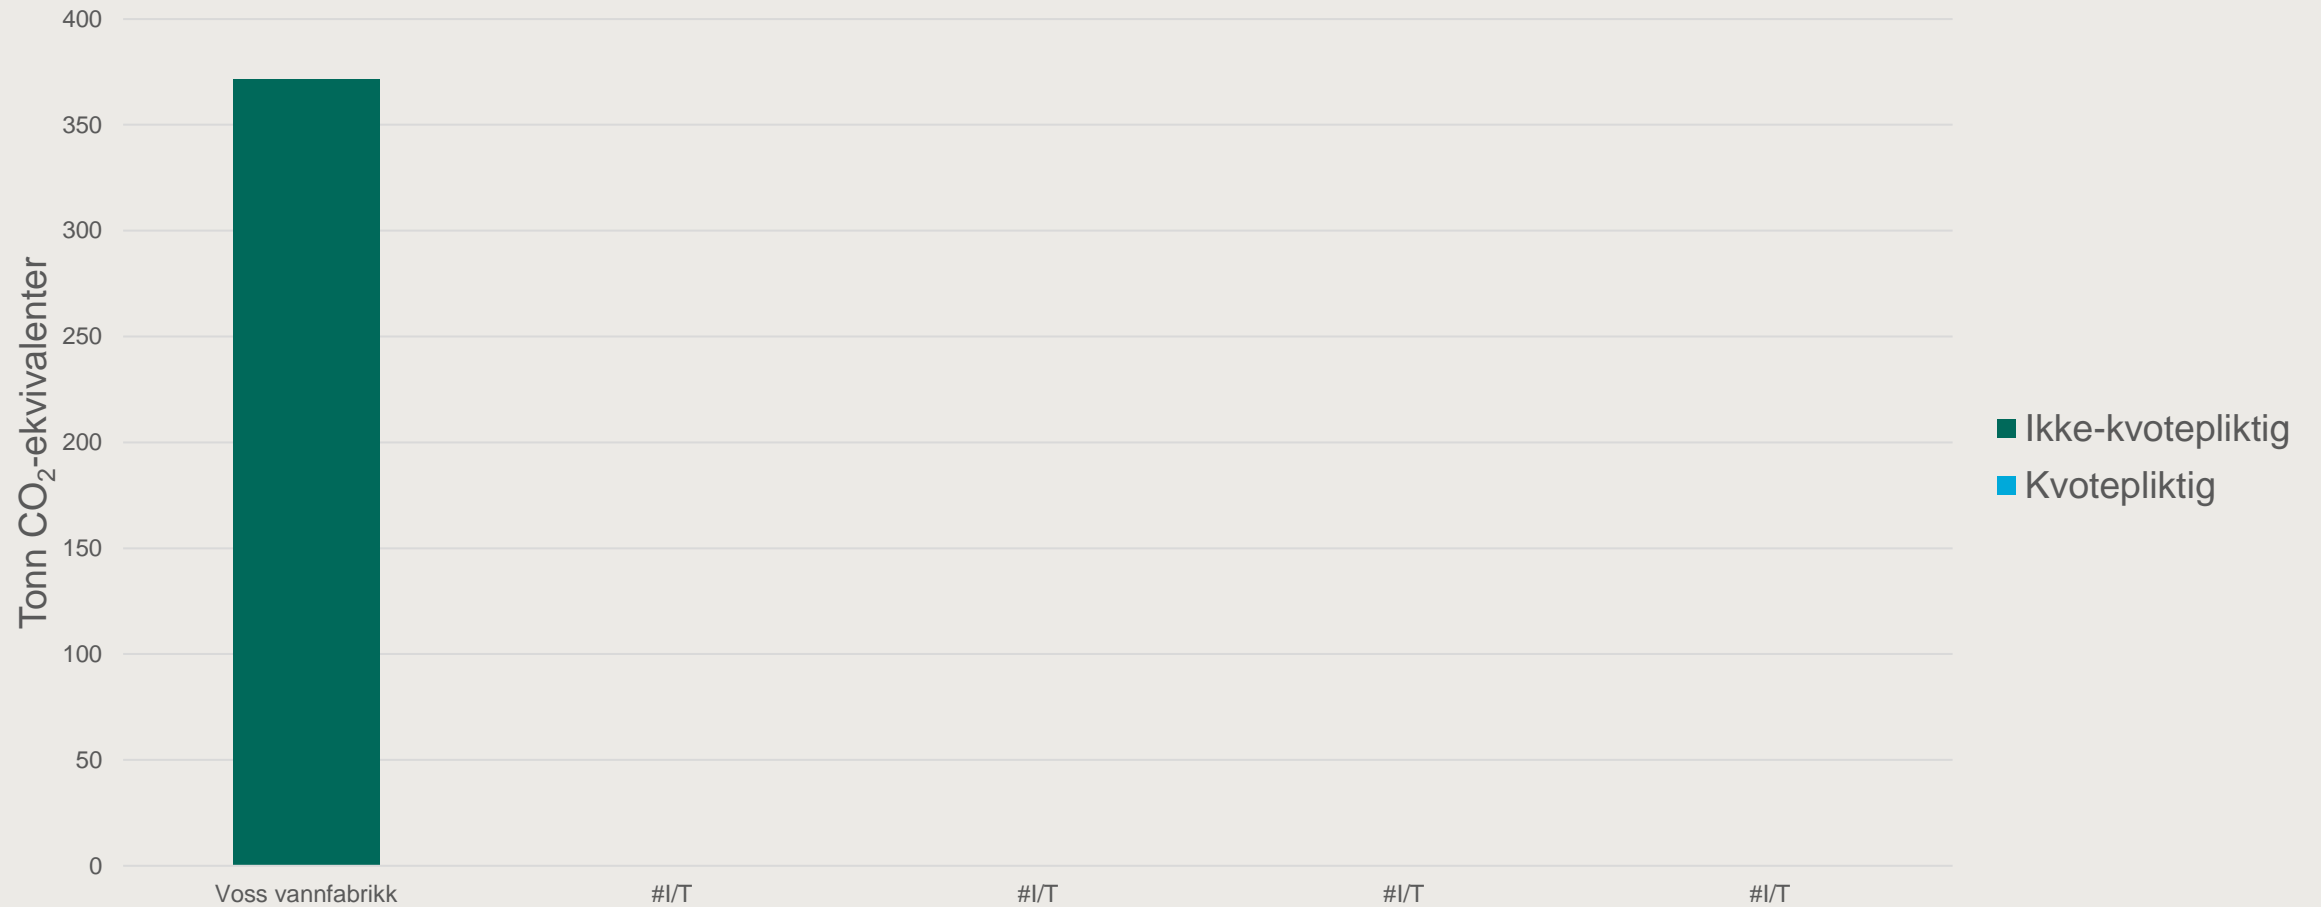 400
350
300
250
200
150
100
50
0
Tonn CO₂-ekvivalenter
Voss vannfabrikk
#I/T
#I/T
#I/T
#I/T
Ikke-kvotepliktig
Kvotepliktig